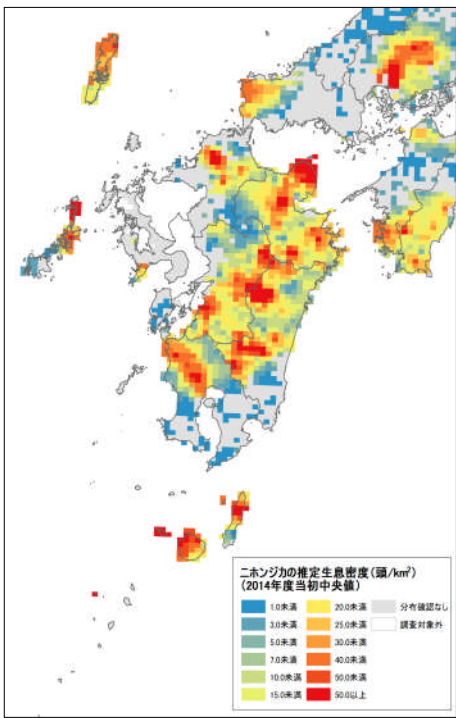 ニホンジカの推定生息密度(頭/km²)
(2014年度当初中央値)
1.0未満
3.0未満
5.0未満
7.0未満
10.0未満
15.0未満
20.0未満
25.0未満
30.0未満
40.0未満
50.0未満
50.0以上
分布確認なし
調査対象外